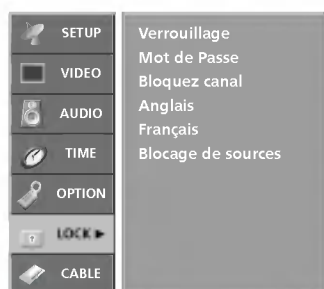 SETUP
VIDEO
AUDIO
TIME
OPTION
LOCK ►
CABLE
Verrouillage
Mot de Passe
Bloquez canal
Anglais
Français
Blocage de sources